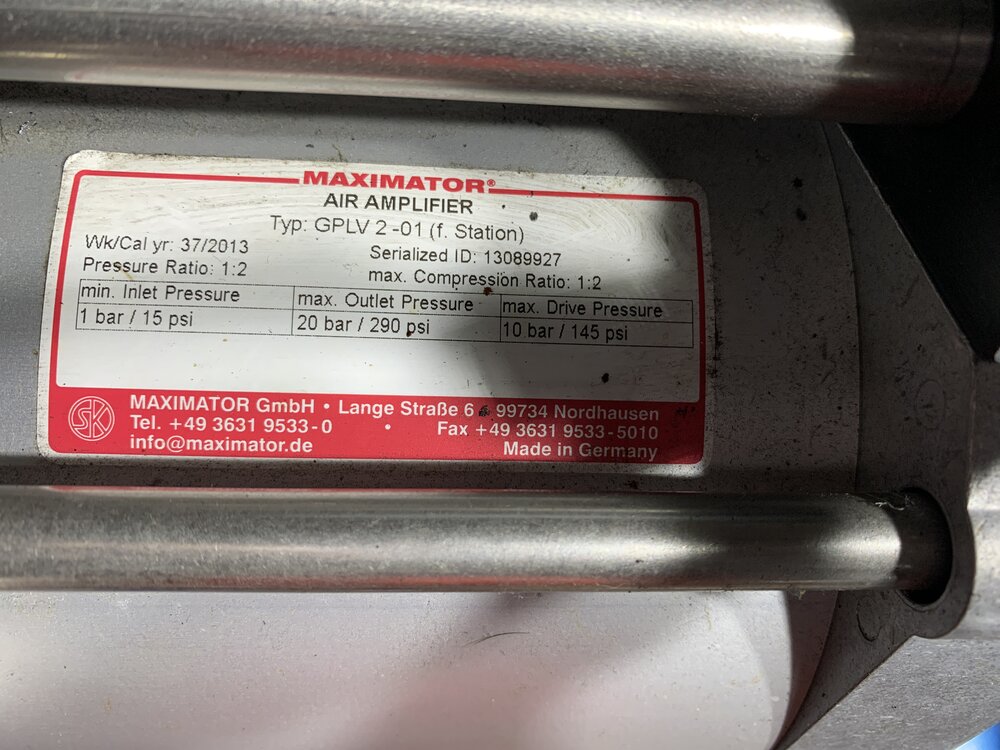 MAXIMATOR®
AIR AMPLIFIER
Typ: GPLV 2 -01 (f. Station)
Wk/Cal yr: 37/2013 Serialized ID: 13089927
Pressure Ratio: 1:2 max. Compression Ratio: 1:2
min. Inlet Pressure max. Outlet Pressure max. Drive Pressure
1 bar / 15 psi 20 bar / 290 psi 10 bar / 145 psi
SK MAXIMATOR GmbH • Lange Straße 6 • 99734 Nordhausen
Tel. +49 3631 9533-0 • Fax +49 3631 9533-5010
info@maximator.de Made in Germany